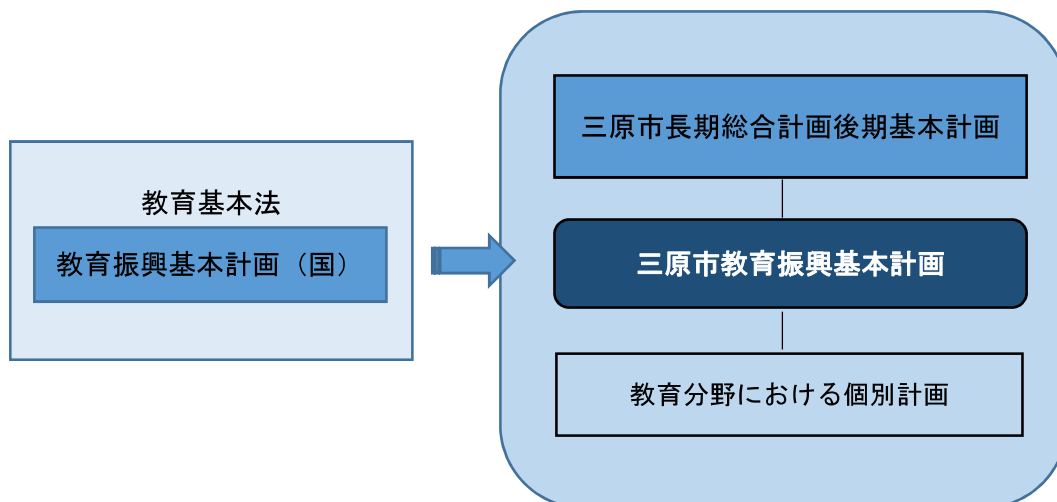 教育基本法
教育振興基本計画（国）
三原市長期総合計画後期基本計画
三原市教育振興基本計画
教育分野における個別計画